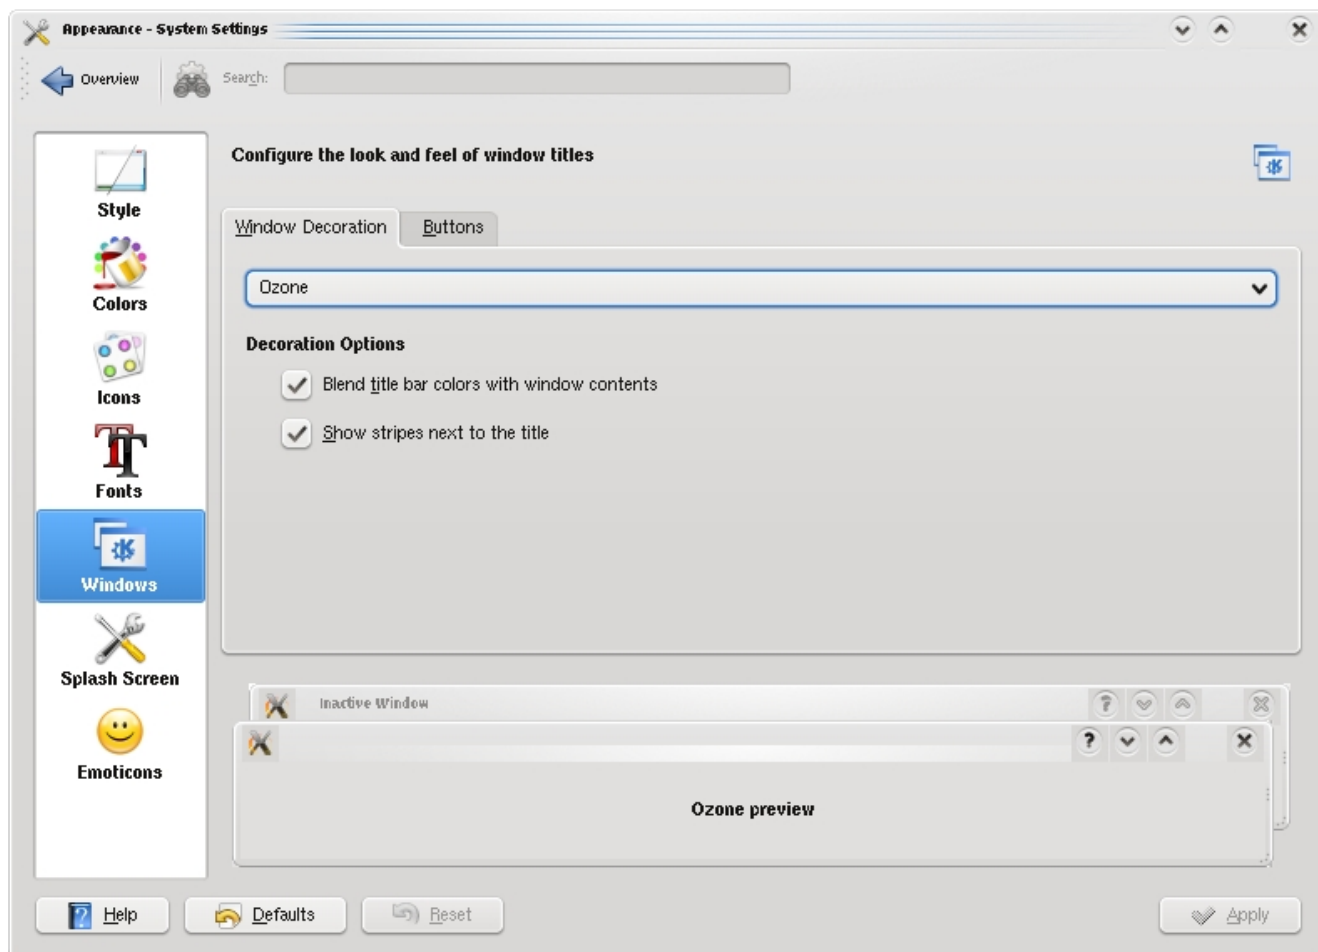 Appearance - System Settings
Overview
Search:
Configure the look and feel of window titles
Style
Colors
Icons
Fonts
Windows
Splash Screen
Emoticons
Window Decoration Buttons
Ozone
Decoration Options
Blend title bar colors with window contents
Show stripes next to the title
Inactive Window
?
?
Ozone preview
? Help Defaults Reset Apply